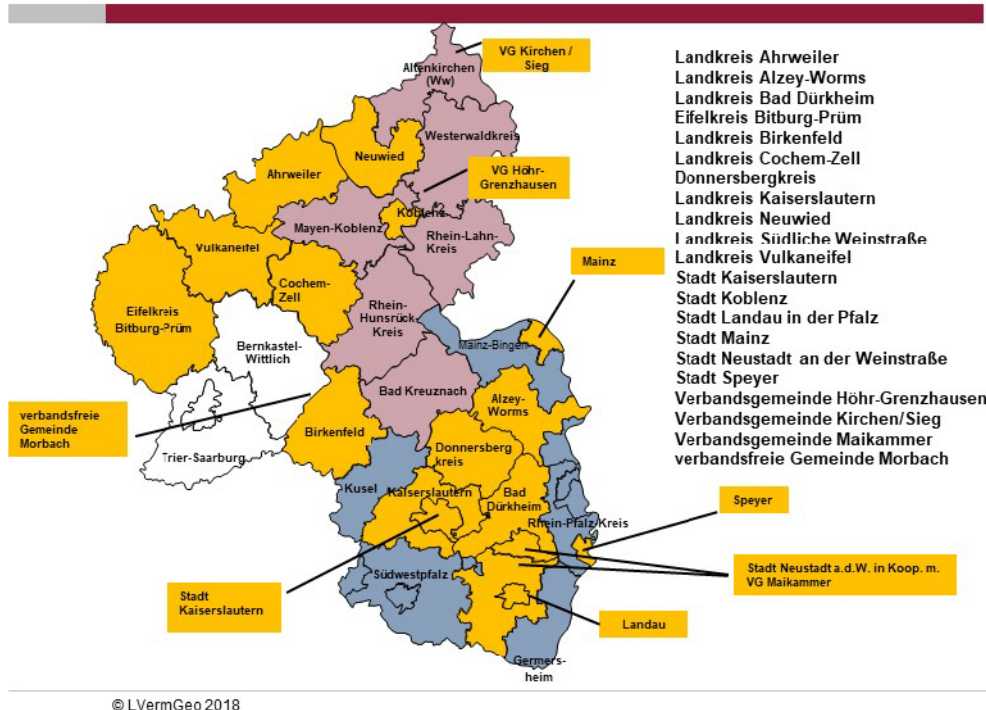 VG Kirchen /
Sieg
Altenkirchen
(Ww)
Westerwaldkreis
Neuwied
Ahrweiler
VG Höhr-
Grenzhausen
Koblenz
Mayen-Koblenz
Rhein-Lahn-
Kreis
Vulkaneifel
Mainz
Cochem-
Zell
Eifelkreis
Bitburg-Prüm
Rhein-
Hunsrück-
Kreis
Bernkastel-
Wittlich
Mainz-Bingen
Bad Kreuznach
Alzey-
Worms
verbandsfreie
Gemeinde
Morbach
Birkenfeld
Trier-Saarburg
Donnersberg
kreis
Kusel
Kaiserslautern
Bad
Dürkheim
Rhein-Pfalz-Kreis
Speyer
Südwestpfalz
Stadt Neustadt a.d.W. in Koop. m.
VG Maikammer
Stadt
Kaiserslautern
Landau
Germers-
heim
Landkreis Ahrweiler
Landkreis Alzey-Worms
Landkreis Bad Dürkheim
Eifelkreis Bitburg-Prüm
Landkreis Birkenfeld
Landkreis Cochem-Zell
Donnersbergkreis
Landkreis Kaiserslautern
Landkreis Neuwied
Landkreis Südliche Weinstraße
Landkreis Vulkaneifel
Stadt Kaiserslautern
Stadt Koblenz
Stadt Landau in der Pfalz
Stadt Mainz
Stadt Neustadt an der Weinstraße
Stadt Speyer
Verbandsgemeinde Höhr-Grenzhausen
Verbandsgemeinde Kirchen/Sieg
Verbandsgemeinde Maikammer
verbandsfreie Gemeinde Morbach
© LVermGeo 2018